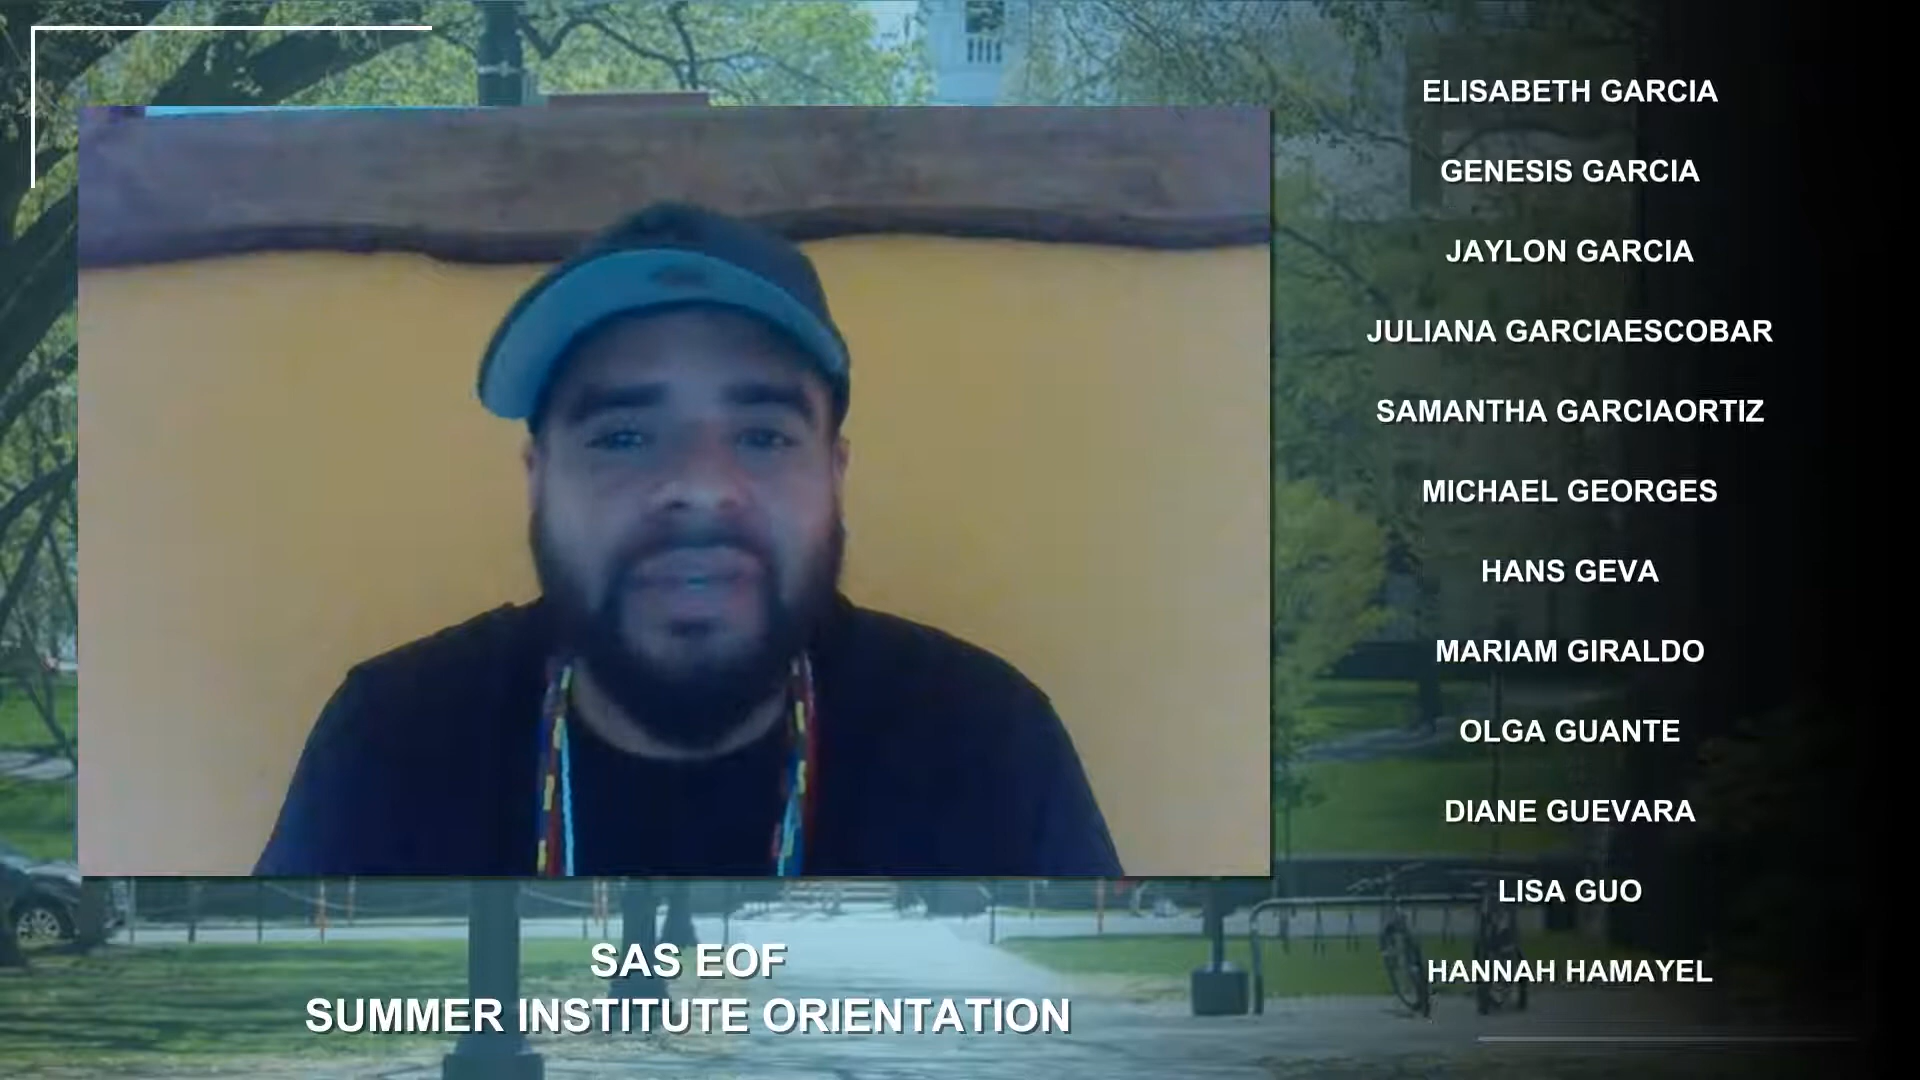 ELISABETH GARCIA
GENESIS GARCIA
JAYLON GARCIA
JULIANA GARCIAESCOBAR
SAMANTHA GARCIAORTIZ
MICHAEL GEORGES
HANS GEVA
MARIAM GIRALDO
OLGA GUANTE
DIANE GUEVARA
LISA GUO
HANNAH HAMAYEL
SAS EOF
SUMMER INSTITUTE ORIENTATION